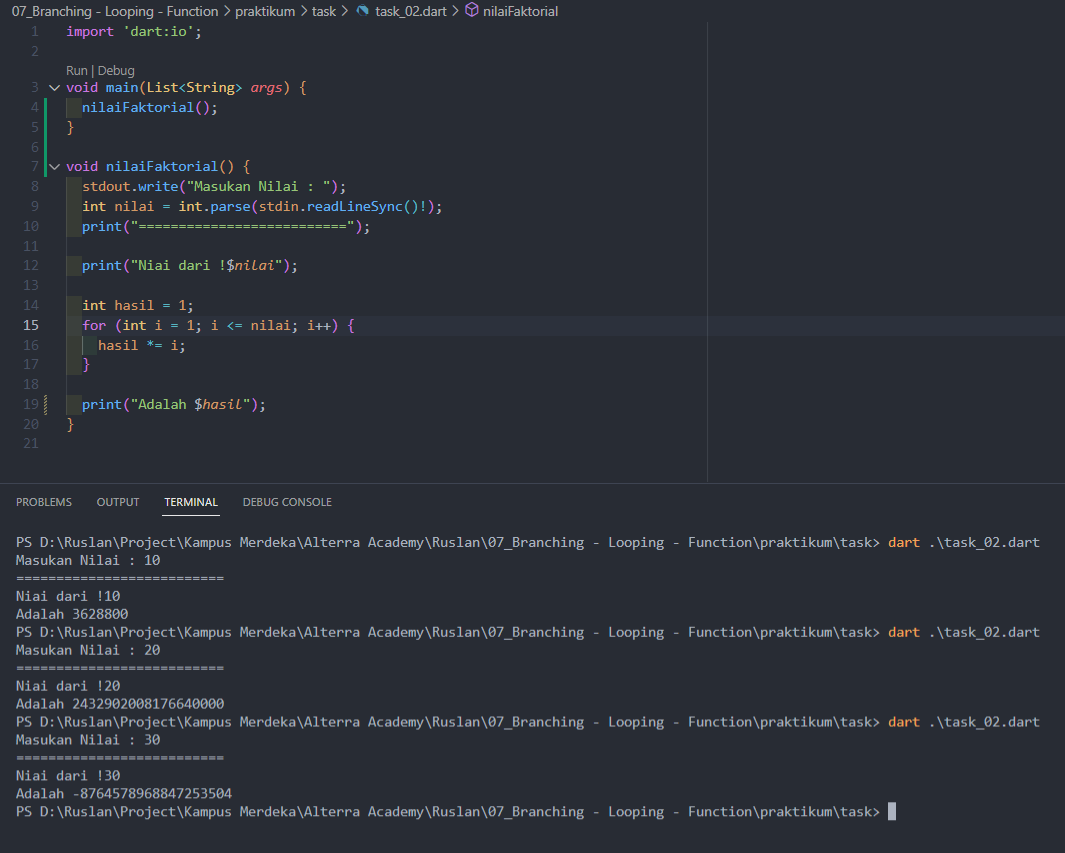 07_Branching - Looping - Function > praktikum > task > task_02.dart > nilaiFaktorial
1 import 'dart:io';
2
Run | Debug
3 void main(List<String> args) {
4 nilaiFaktorial();
5 }
6
7 void nilaiFaktorial() {
8 stdout.write("Masukan Nilai : ");
9 int nilai = int.parse(stdin.readLineSync()!);
10 print("==========================");
11
12 print("Niai dari !$nilai");
13
14 int hasil = 1;
15 for (int i = 1; i <= nilai; i++) {
16 hasil *= i;
17 }
18
19 print("Adalah $hasil");
20 }
21
PROBLEMS OUTPUT TERMINAL DEBUG CONSOLE
PS D:\Ruslan\Project\Kampus Merdeka\Alterra Academy\Ruslan\07_Branching - Looping - Function\praktikum\task> dart .\task_02.dart
Masukan Nilai : 10
==========================
Niai dari !10
Adalah 3628800
PS D:\Ruslan\Project\Kampus Merdeka\Alterra Academy\Ruslan\07_Branching - Looping - Function\praktikum\task> dart .\task_02.dart
Masukan Nilai : 20
==========================
Niai dari !20
Adalah 2432902008176640000
PS D:\Ruslan\Project\Kampus Merdeka\Alterra Academy\Ruslan\07_Branching - Looping - Function\praktikum\task> dart .\task_02.dart
Masukan Nilai : 30
==========================
Niai dari !30
Adalah -8764578968847253504
PS D:\Ruslan\Project\Kampus Merdeka\Alterra Academy\Ruslan\07_Branching - Looping - Function\praktikum\task>